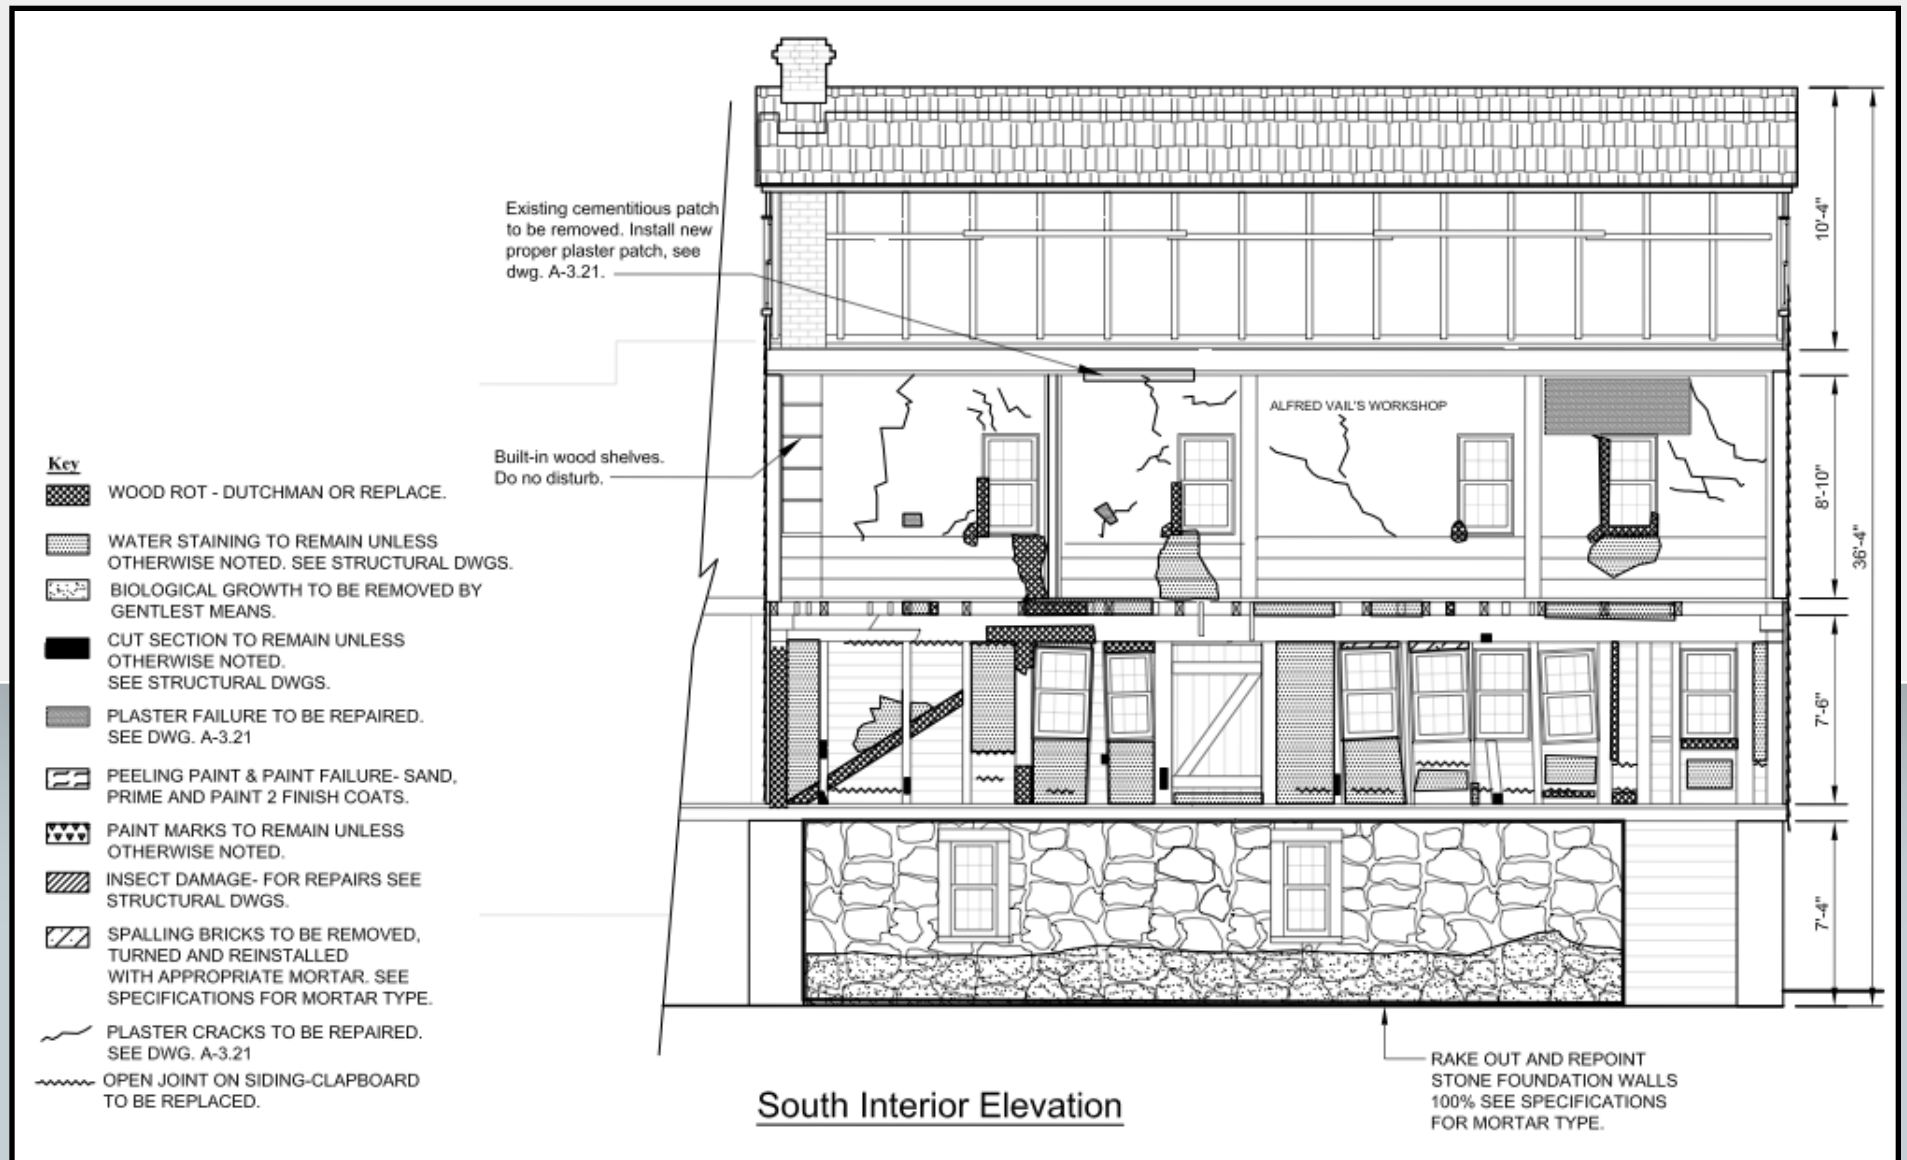 Existing cementitious patch
to be removed. Install new
proper plaster patch, see
dwg. A-3.21.
10'-4"
ALFRED VAIL'S WORKSHOP
Built-in wood shelves.
Do no disturb.
8'-10"
36'-4"
7'-6"
7'-4"
Key
WOOD ROT - DUTCHMAN OR REPLACE.
WATER STAINING TO REMAIN UNLESS
OTHERWISE NOTED. SEE STRUCTURAL DWGS.
BIOLOGICAL GROWTH TO BE REMOVED BY
GENTLEST MEANS.
CUT SECTION TO REMAIN UNLESS
OTHERWISE NOTED.
SEE STRUCTURAL DWGS.
PLASTER FAILURE TO BE REPAIRED.
SEE DWG. A-3.21
PEELING PAINT & PAINT FAILURE- SAND,
PRIME AND PAINT 2 FINISH COATS.
PAINT MARKS TO REMAIN UNLESS
OTHERWISE NOTED.
INSECT DAMAGE- FOR REPAIRS SEE
STRUCTURAL DWGS.
SPALLING BRICKS TO BE REMOVED,
TURNED AND REINSTALLED
WITH APPROPRIATE MORTAR. SEE
SPECIFICATIONS FOR MORTAR TYPE.
PLASTER CRACKS TO BE REPAIRED.
SEE DWG. A-3.21
OPEN JOINT ON SIDING-CLAPBOARD
TO BE REPLACED.
South Interior Elevation
RAKE OUT AND REPOINT
STONE FOUNDATION WALLS
100% SEE SPECIFICATIONS
FOR MORTAR TYPE.